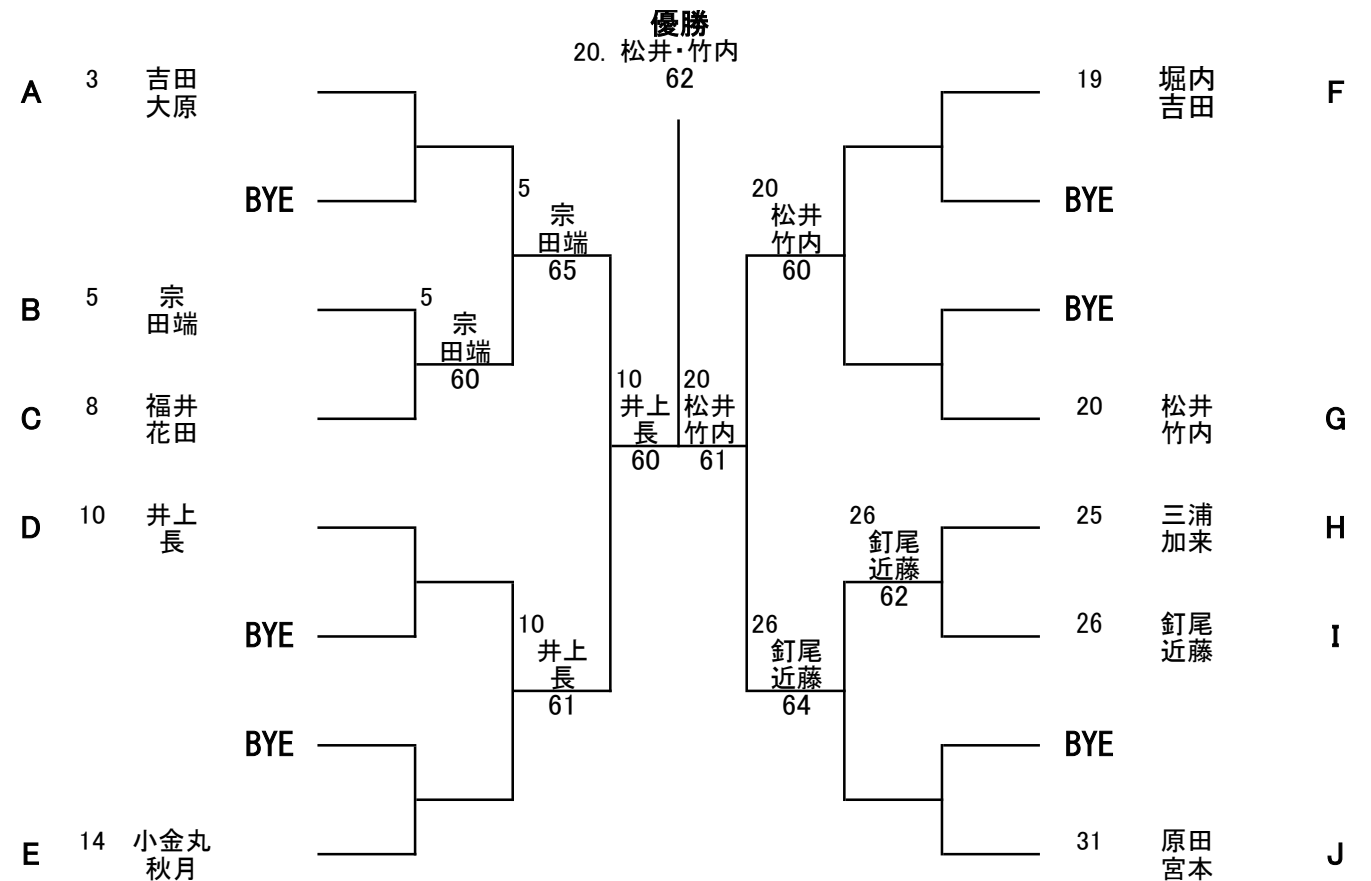 優勝
20. 松井・竹内
62
A 3 吉田
大原
BYE
B 5 宗
田端
C 8 福井
花田
D 10 井上
長
BYE
BYE
E 14 小金丸
秋月
5
宗
田端
60
5
宗
田端
65
10
井上
長
61
10
井上
長
60
20
松井
竹内
61
20
松井
竹内
60
26
釘尾
近藤
64
26
釘尾
近藤
62
19 堀内 F
吉田
BYE
BYE
20 松井 G
竹内
25 三浦 H
加来
26 釘尾 I
近藤
BYE
31 原田 J
宮本